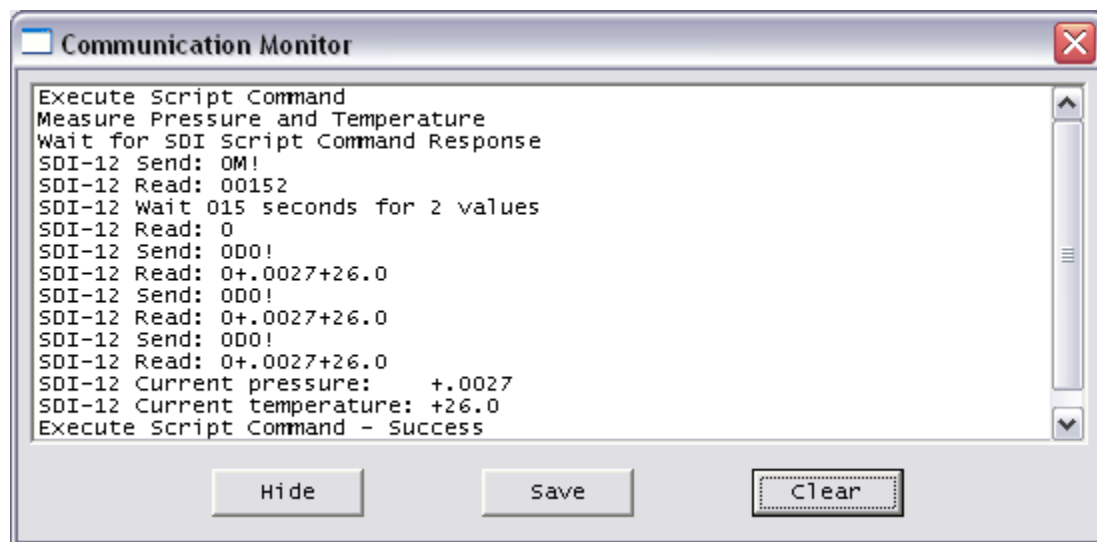 Communication Monitor
Execute Script Command
Measure Pressure and Temperature
Wait for SDI Script Command Response
SDI-12 Send: 0M!
SDI-12 Read: 00152
SDI-12 Wait 015 seconds for 2 values
SDI-12 Read: 0
SDI-12 Send: 0D0!
SDI-12 Read: 0+.0027+26.0
SDI-12 Send: 0D0!
SDI-12 Read: 0+.0027+26.0
SDI-12 Send: 0D0!
SDI-12 Read: 0+.0027+26.0
SDI-12 Current pressure:    +.0027
SDI-12 Current temperature: +26.0
Execute Script Command - Success
Hide Save Clear